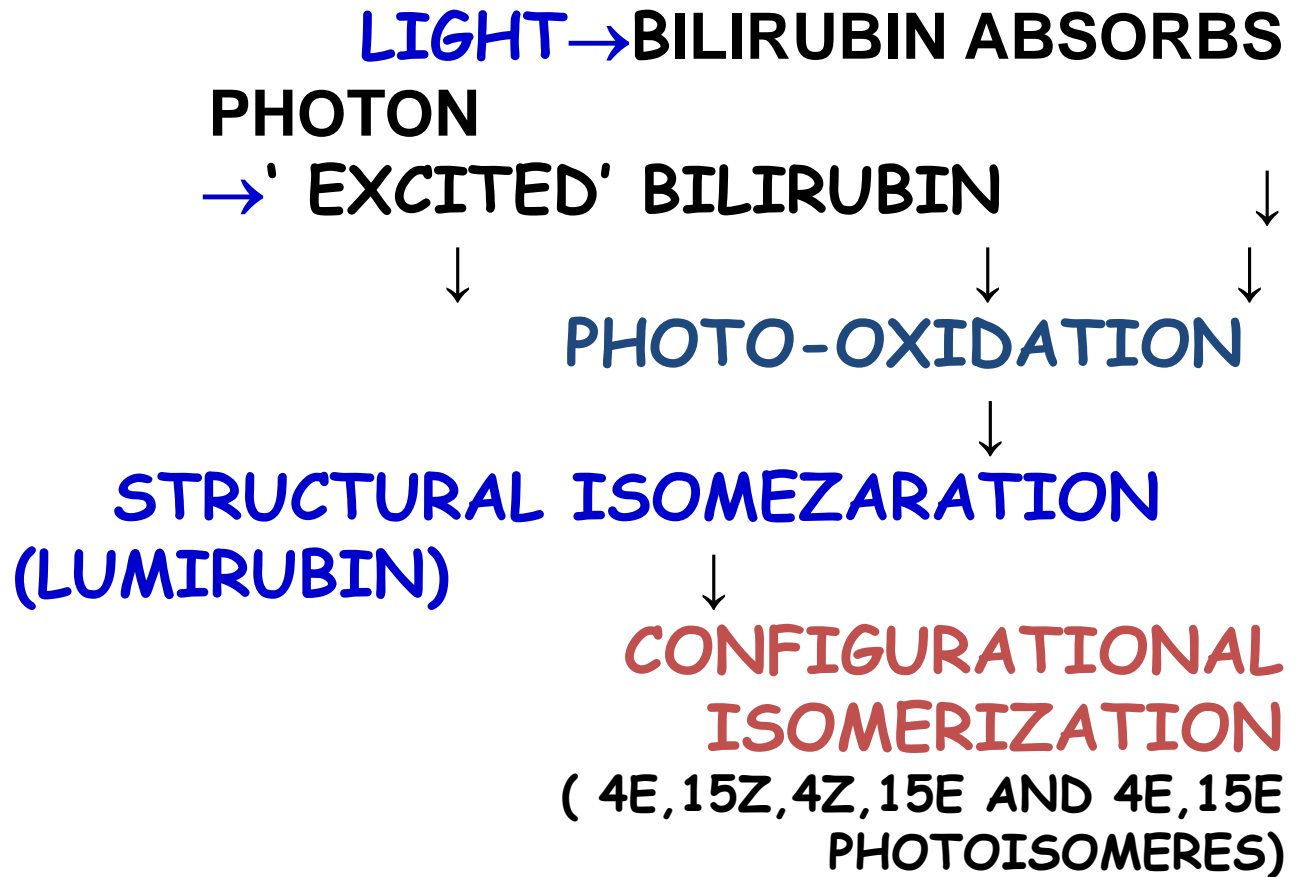 LIGHT→BILIRUBIN ABSORBS
PHOTON
→‘ EXCITED’ BILIRUBIN ↓
↓ ↓ ↓
PHOTO-OXIDATION
↓
STRUCTURAL ISOMEZARATION
(LUMIRUBIN) ↓
CONFIGURATIONAL
ISOMERIZATION
( 4E,15Z,4Z,15E AND 4E,15E
PHOTOISOMERES)